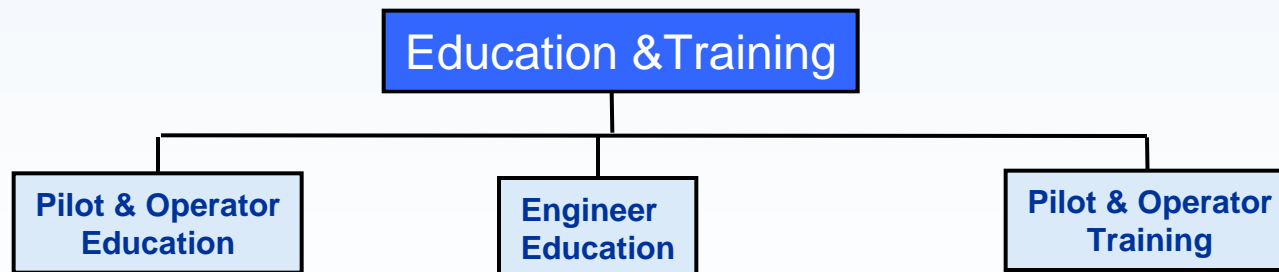 Education &Training
Pilot & Operator
Education
Engineer
Education
Pilot & Operator
Training